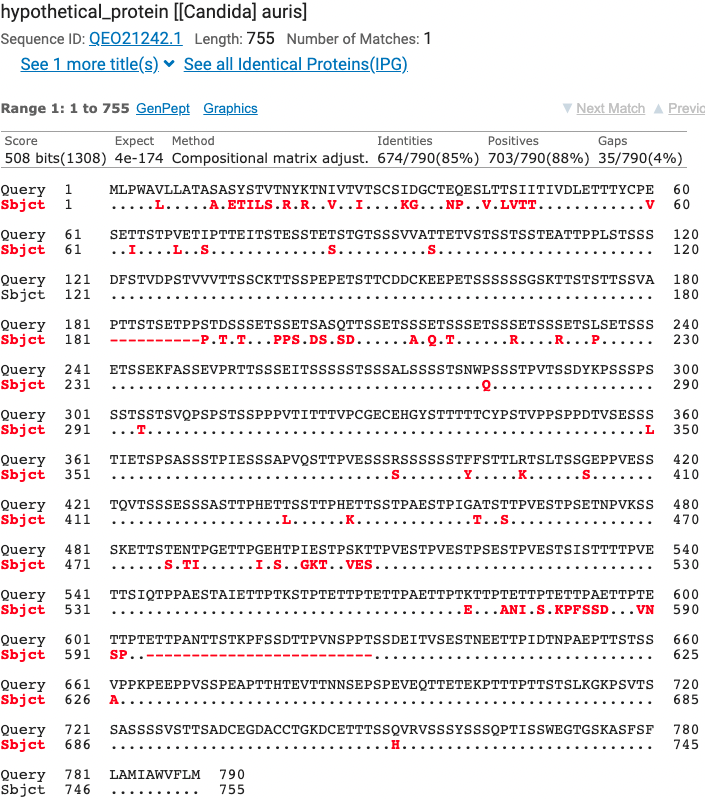 hypothetical_protein [[Candida] auris]
Sequence ID: QEO21242.1 Length: 755 Number of Matches: 1
See 1 more title(s) See all Identical Proteins(IPG)
Range 1: 1 to 755 GenPept Graphics Next Match Previo
Score Expect Method Identities Positives Gaps
508 bits(1308) 4e-174 Compositional matrix adjust. 674/790(85%) 703/790(88%) 35/790(4%)
Query 1 MLPWAVLLATASASYSTVTNYKTNIVTVTSCSIDGCTEQESLTTSIITIVDLETTTYCPE 60
Sbjct 1 .....L.....A.ETILS.R.R..V..I....KG...NP..V.LVTT............V 60
Query 61 SETTSTPVETIPTTEITSTESSTETSTGTSSSVVATTETVSTSSTSSTEATTPPLSTSSS 120
Sbjct 61 ..I....L..S.............S..........S........................ 120
Query 121 DFSTVDPSTVVVTTSSCKTTSSPEPETSTTCDDCKEEPETSSSSSSGSKTTSTSTTSSVA 180
Sbjct 121 ............................................................ 180
Query 181 PTTSTSETPPSTDSSSETSSETSASQTTSSETSSSETSSSETSSSETSSSETSLSETSSS 240
Sbjct 181 ----------P.T.T...PPS.DS.SD......A.Q.T......R....R...P...... 230
Query 241 ETSSEKFASSEVPRTTSSSEITSSSSSTSSSALSSSSTSNWPSSSTPVTSSDYKPSSSPS 300
Sbjct 231 .........................................Q.................. 290
Query 301 SSTSSTSVQPSPSTSSPPPVTITTTVPCGECEHGYSTTTTTCYPSTVPPSPPDTVSESSS 360
Sbjct 291 ...T........................................................ 350
Query 361 TIETSPSASSSTPIESSSAPVQSTTPVESSSRSSSSSSTFFSTTLRTSLTSSGEPPVESS 420
Sbjct 351 ...............................S.......Y.....K......S....... 410
Query 421 TQVTSSSESSSASTTPHETTSSTTPHETTSSTPAESTPIGATSTTPVESTPSETNPVKSS 480
Sbjct 411 ...................L......K.............T..S................ 470
Query 481 SKETTSTENTPGETTPGEHTPIESTPSKTTPVESTPVESTPSESTPVESTSISTTTTPVE 540
Sbjct 471 ......S.TI......I.S..GKT..VES............................... 530
Query 541 TTSIQTPPAESTAIETTPTKSTPTETTPTETTPAETTPTKTTPTETTPTETTPAETTPTE 600
Sbjct 531 .......................................E...ANI.S.KPFSSD...VN 590
Query 601 TTPTETTPANTTSTKPFSSDTTPVNSPPTSSDEITVSESTNEETTPIDTNPAEPTTSTSS 660
Sbjct 591 SP..-------------------------............................... 625
Query 661 VPPKPEEPPVSSPEAPTTHTEVTTNNSEPSPEVEQTTETEKPTTTPTTSTSLKGKPSVTS 720
Sbjct 626 A........................................................... 685
Query 721 SASSSSVSTTSADCEGDACCTGKDCETTTSSQVRVSSSYSSSSQPTISSWEGTGSKASFSF 780
Sbjct 686 ...............................H............................ 745
Query 781 LAMIAWVFLM 790
Sbjct 746 .......... 755